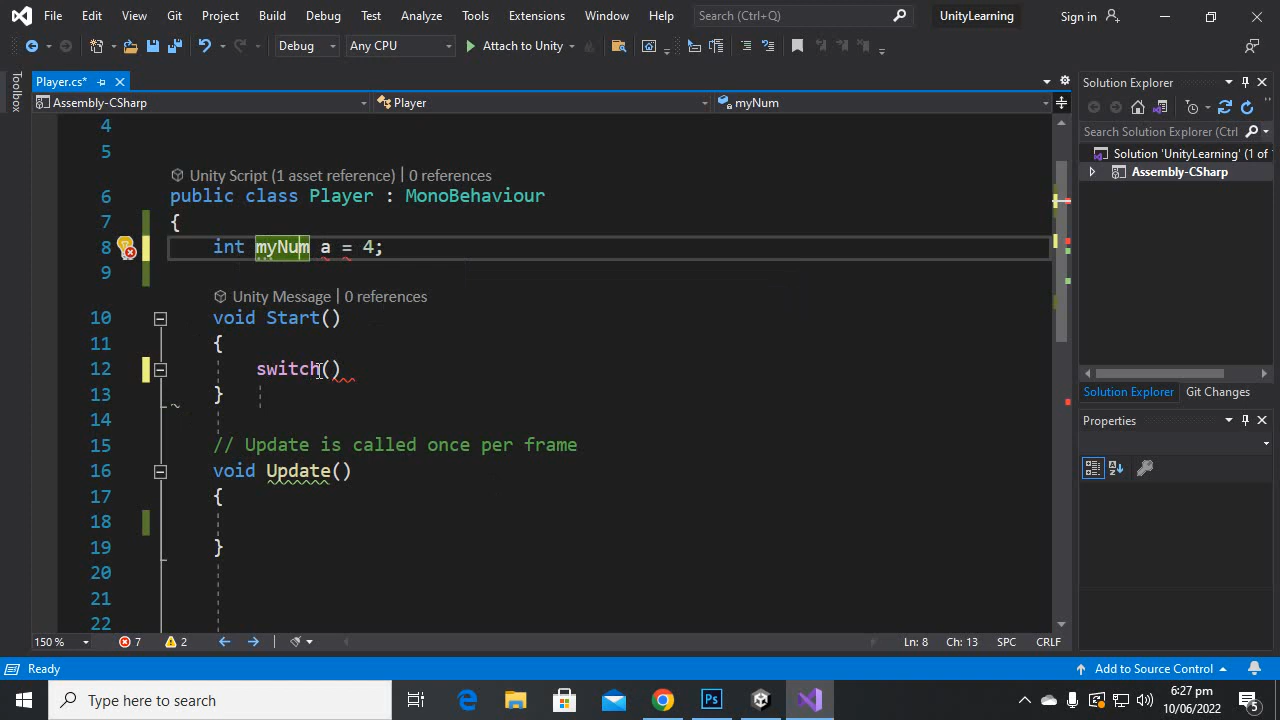 File Edit View Git Project Build Debug Test Analyze Tools Extensions Window Help Search (Ctrl+Q) UnityLearning Sign in
Debug Any CPU Attach to Unity
Toolbox
Player.cs*
Assembly-CSharp Player myNum
4
5
Unity Script (1 asset reference) | 0 references
6 public class Player : MonoBehaviour
7 {
8 int myNum a = 4;
9
Unity Message | 0 references
10 void Start()
11 {
12 switch()
13 }
14
15 // Update is called once per frame
16 void Update()
17 {
18
19 }
20
21
22
150 % 7 2 Ln: 8 Ch: 13 SPC CRLF
Solution Explorer
Search Solution Explorer (Ctrl
Solution 'UnityLearning' (1 of
Assembly-CSharp
Solution Explorer Git Changes
Properties
Ready Add to Source Control
Type here to search
Ps
6:27 pm
10/06/2022
5